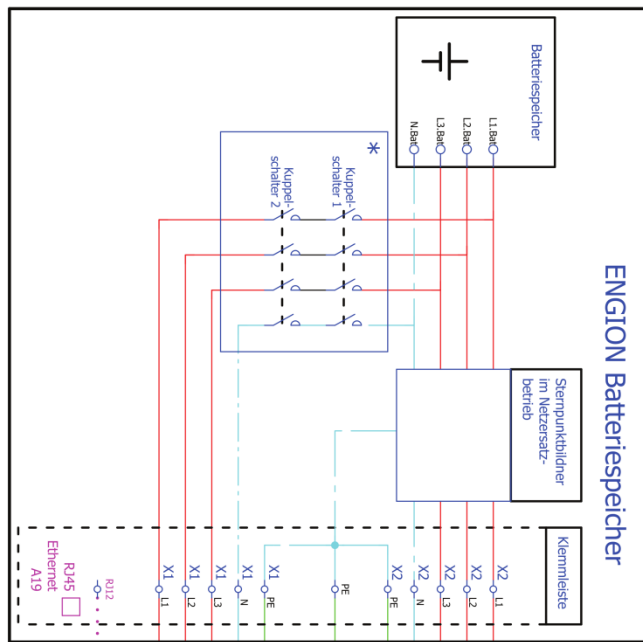 ENGION Batteriespeicher
Batteriespeicher
L1.Bat
L2.Bat
L3.Bat
N.Bat
*
Kuppel-
schalter 1
Kuppel-
schalter 2
Sternpunktbildner
im Netzersatz-
betrieb
Klemmleiste
X2
L1
X2
L2
X2
L3
X2
N
X2
PE
PE
X1
PE
X1
N
X1
L3
X1
L2
X1
L1
RJ12
RJ45
Ethernet
A19